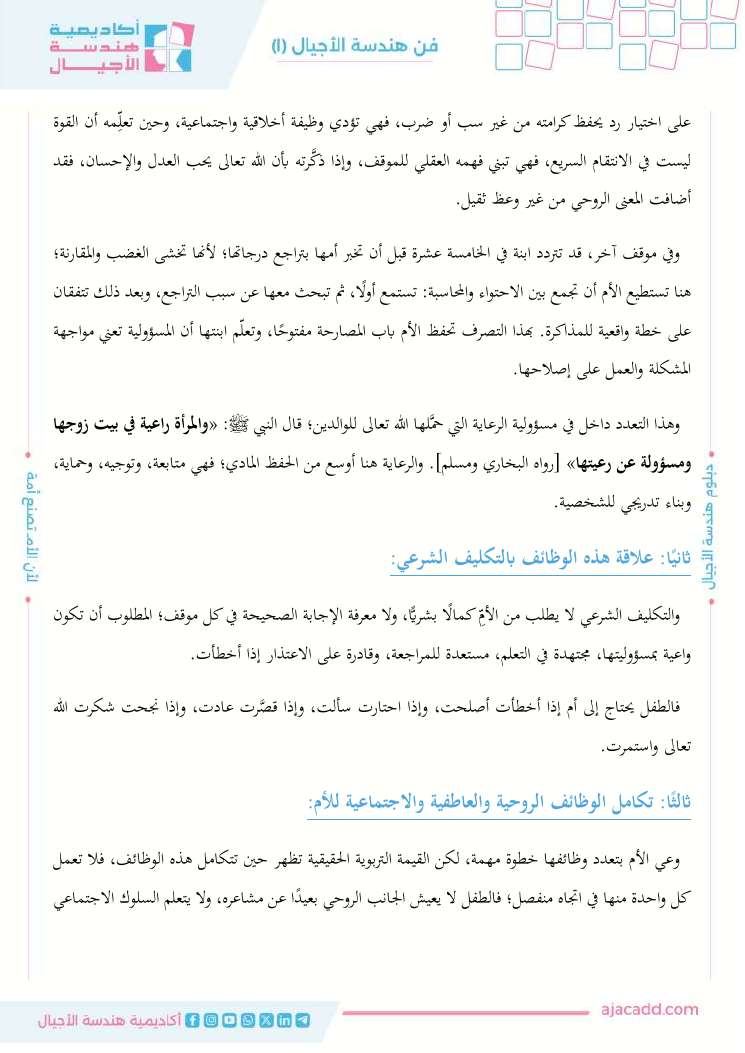 أكاديمية
هندسة
الأجيال
فن هندسة الأجيال (١)
على اختيار رد يحفظ كرامته من غير سب أو ضرب، فهي تؤدي وظيفة أخلاقية واجتماعية، وحين تعلِّمه أن القوة
ليست في الانتقام السريع، فهي تبني فهمه العقلي للموقف، وإذا ذكَّرته بأن الله تعالى يحب العدل والإحسان، فقد
أضافت المعنى الروحي من غير وعظ ثقيل.
وفي موقف آخر، قد تتردد ابنة في الخامسة عشرة قبل أن تخبر أمها بتراجع درجاتها؛ لأنها تخشى الغضب والمقارنة؛
هنا تستطيع الأم أن تجمع بين الاحتواء والمحاسبة: تستمع أولًا، ثم تبحث معها عن سبب التراجع، وبعد ذلك تتفقان
على خطة واقعية للمذاكرة. بهذا التصرف تحفظ الأم باب المصارحة مفتوحًا، وتعلّم ابنتها أن المسؤولية تعني مواجهة
المشكلة والعمل على إصلاحها.
وهذا التعدد داخل في مسؤولية الرعاية التي حمَّلها الله تعالى للوالدين؛ قال النبي ﷺ: «والمرأة راعية في بيت زوجها
ومسؤولة عن رعيتها» [رواه البخاري ومسلم]. والرعاية هنا أوسع من الحفظ المادي؛ فهي متابعة، وتوجيه، وحماية،
وبناء تدريجي للشخصية.
ثانيًا: علاقة هذه الوظائف بالتكليف الشرعي:
والتكليف الشرعي لا يطلب من الأمِّ كمالًا بشريًّا، ولا معرفة الإجابة الصحيحة في كل موقف؛ المطلوب أن تكون
واعية بمسؤوليتها، مجتهدة في التعلم، مستعدة للمراجعة، وقادرة على الاعتذار إذا أخطأت.
فالطفل يحتاج إلى أم إذا أخطأت أصلحت، وإذا احتارت سألت، وإذا قصَّرت عادت، وإذا نجحت شكرت الله
تعالى واستمرت.
ثالثًا: تكامل الوظائف الروحية والعاطفية والاجتماعية للأم:
وعي الأم بتعدد وظائفها خطوة مهمة، لكن القيمة التربوية الحقيقية تظهر حين تتكامل هذه الوظائف، فلا تعمل
كل واحدة منها في اتجاه منفصل؛ فالطفل لا يعيش الجانب الروحي بعيدًا عن مشاعره، ولا يتعلم السلوك الاجتماعي
دبلوم هندسة الأجيال
لأن الأم تصنع أمة
أكاديمية هندسة الأجيال
ajacadd.com